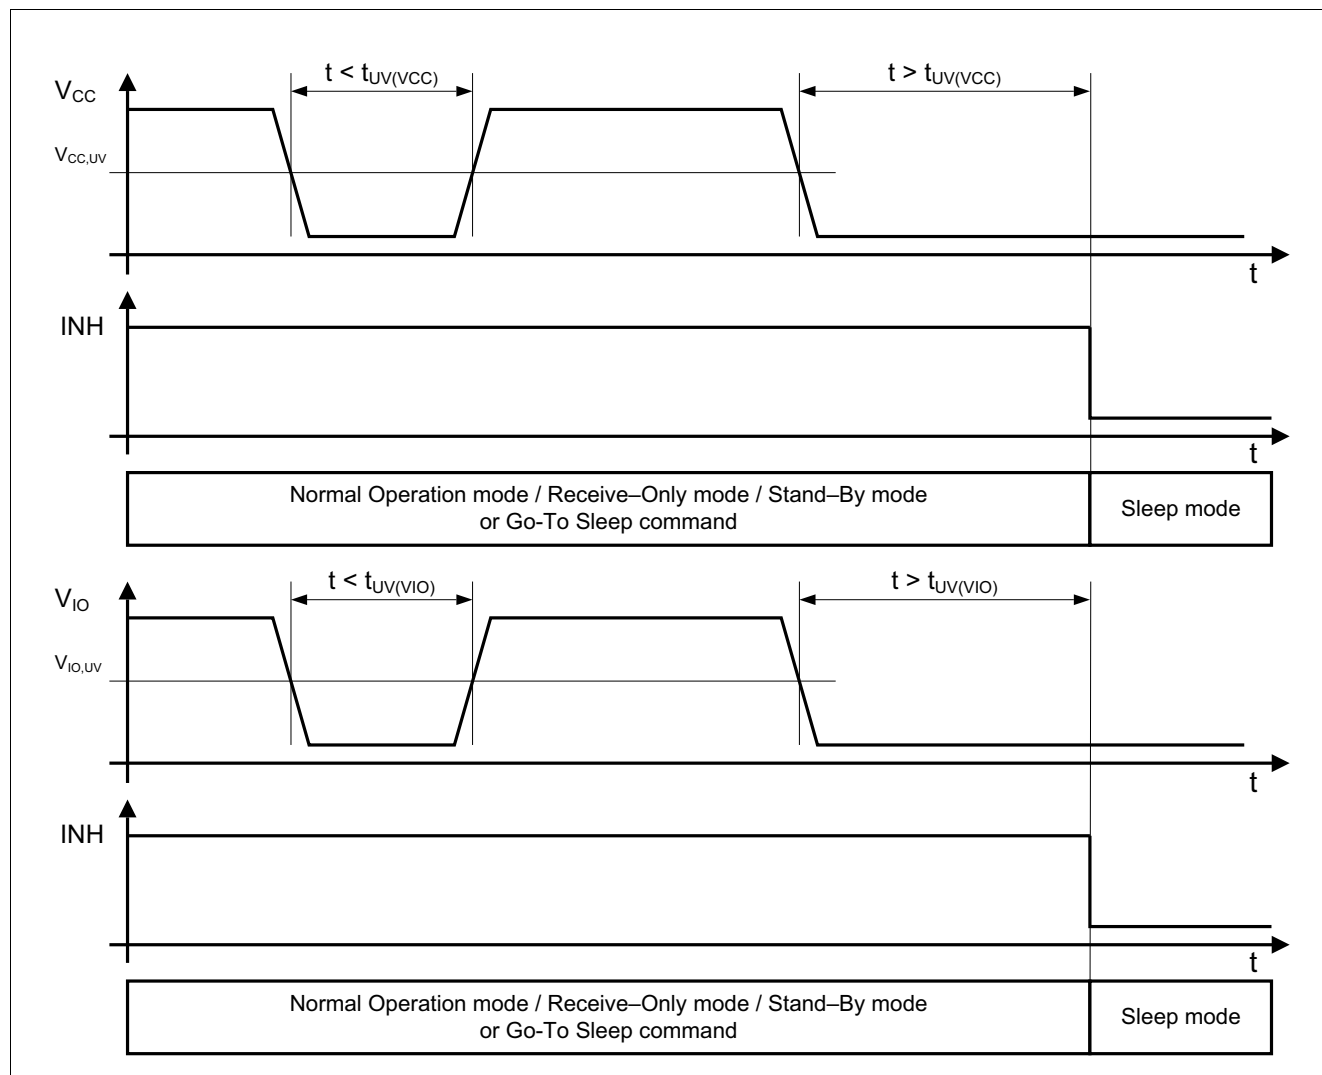 t < tUV(VCC)
t > tUV(VCC)
VCC
VCC,UV
t
INH
t
Normal Operation mode / Receive–Only mode / Stand–By mode
or Go-To Sleep command
Sleep mode
t < tUV(VIO)
t > tUV(VIO)
VIO
VIO,UV
t
INH
t
Normal Operation mode / Receive–Only mode / Stand–By mode
or Go-To Sleep command
Sleep mode